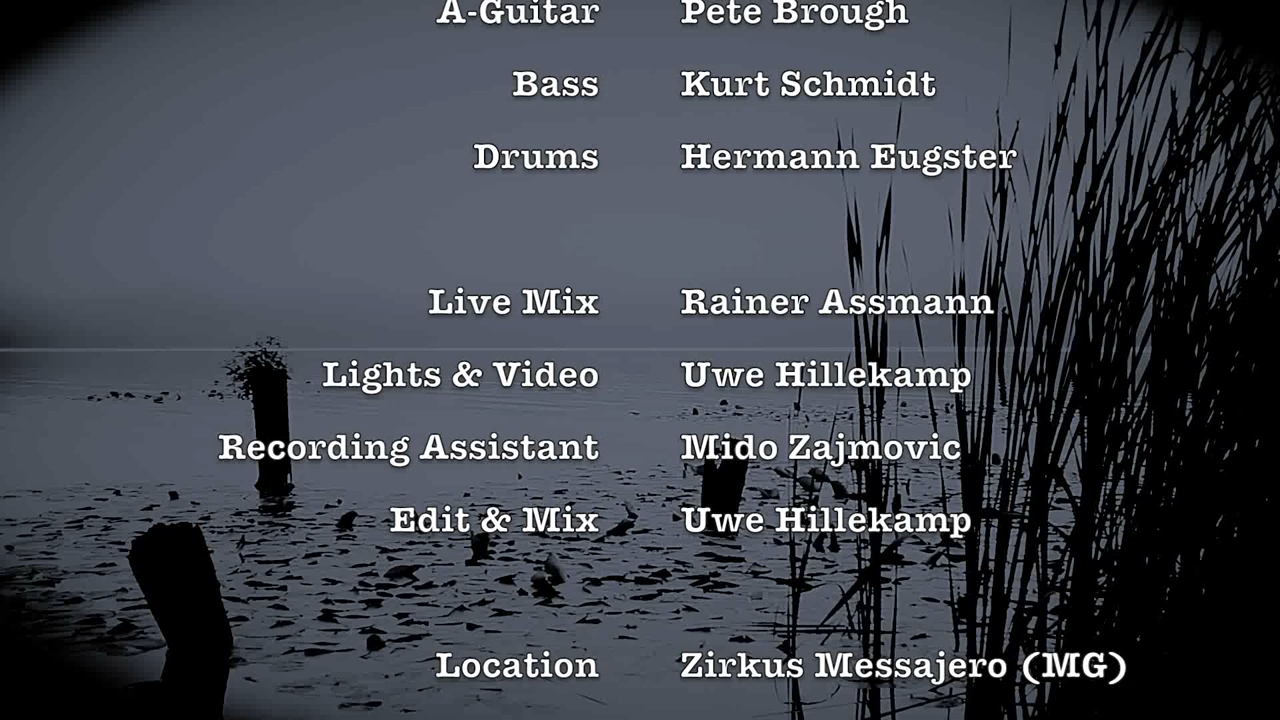 A-Guitar Pete Brough
Bass Kurt Schmidt
Drums Hermann Eugster
Live Mix Rainer Assmann
Lights & Video Uwe Hillekamp
Recording Assistant Mido Zajmovic
Edit & Mix Uwe Hillekamp
Location Zirkus Messajero (MG)